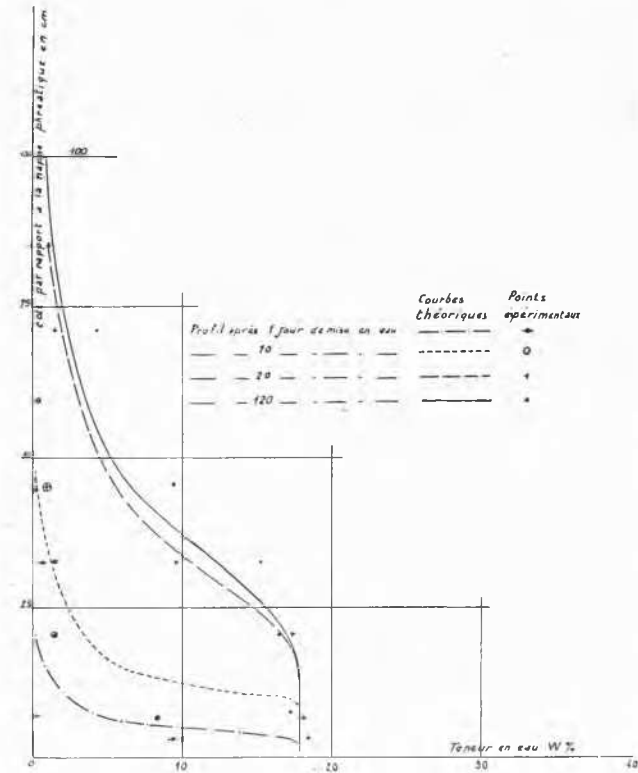 cote par rapport à la nappe phréatique en cm
100
75
25
Courbes théoriques
Points expérimentaux
Profil après 1 jour de mise en eau
10
20
120
Teneur en eau W%
0
10
20
30
40